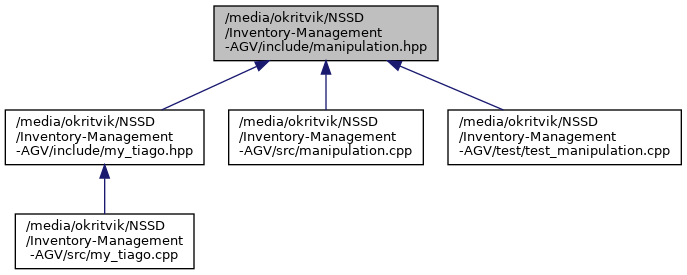 /media/okritvik/NSSD
/Inventory-Management
-AGV/include/manipulation.hpp
/media/okritvik/NSSD
/Inventory-Management
-AGV/include/my_tiago.hpp
/media/okritvik/NSSD
/Inventory-Management
-AGV/src/manipulation.cpp
/media/okritvik/NSSD
/Inventory-Management
-AGV/test/test_manipulation.cpp
/media/okritvik/NSSD
/Inventory-Management
-AGV/src/my_tiago.cpp